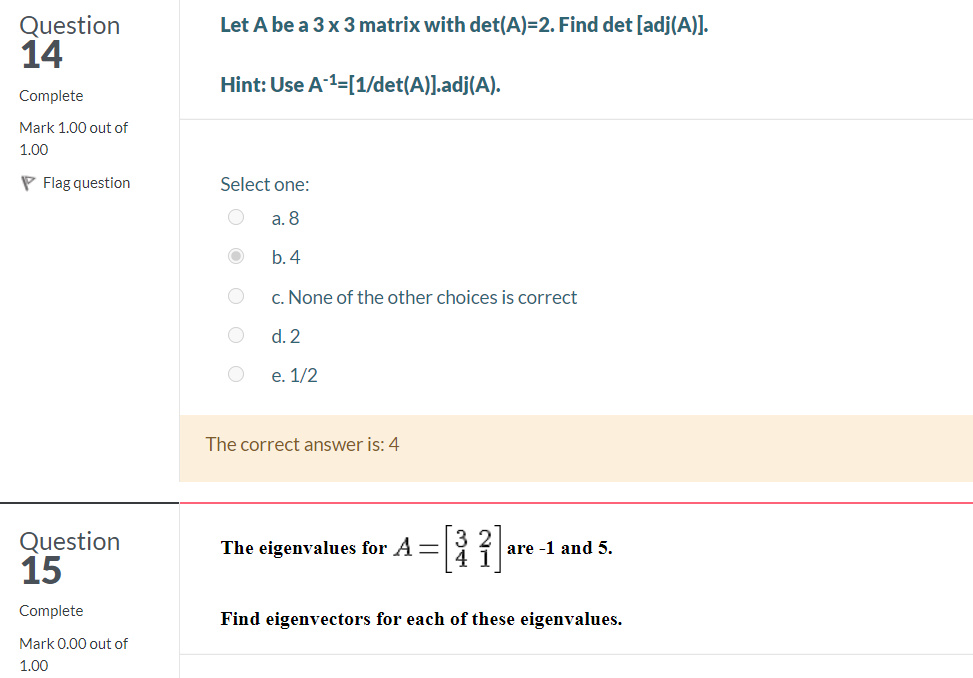 Question
14
Complete
Mark 1.00 out of
1.00
Flag question
Let A be a 3 x 3 matrix with det(A)=2. Find det [adj(A)].
Hint: Use A⁻¹=[1/det(A)].adj(A).
Select one:
a. 8
b. 4
c. None of the other choices is correct
d. 2
e. 1/2
The correct answer is: 4
Question
15
Complete
Mark 0.00 out of
1.00
The eigenvalues for A = [3 2
4 1] are -1 and 5.
Find eigenvectors for each of these eigenvalues.